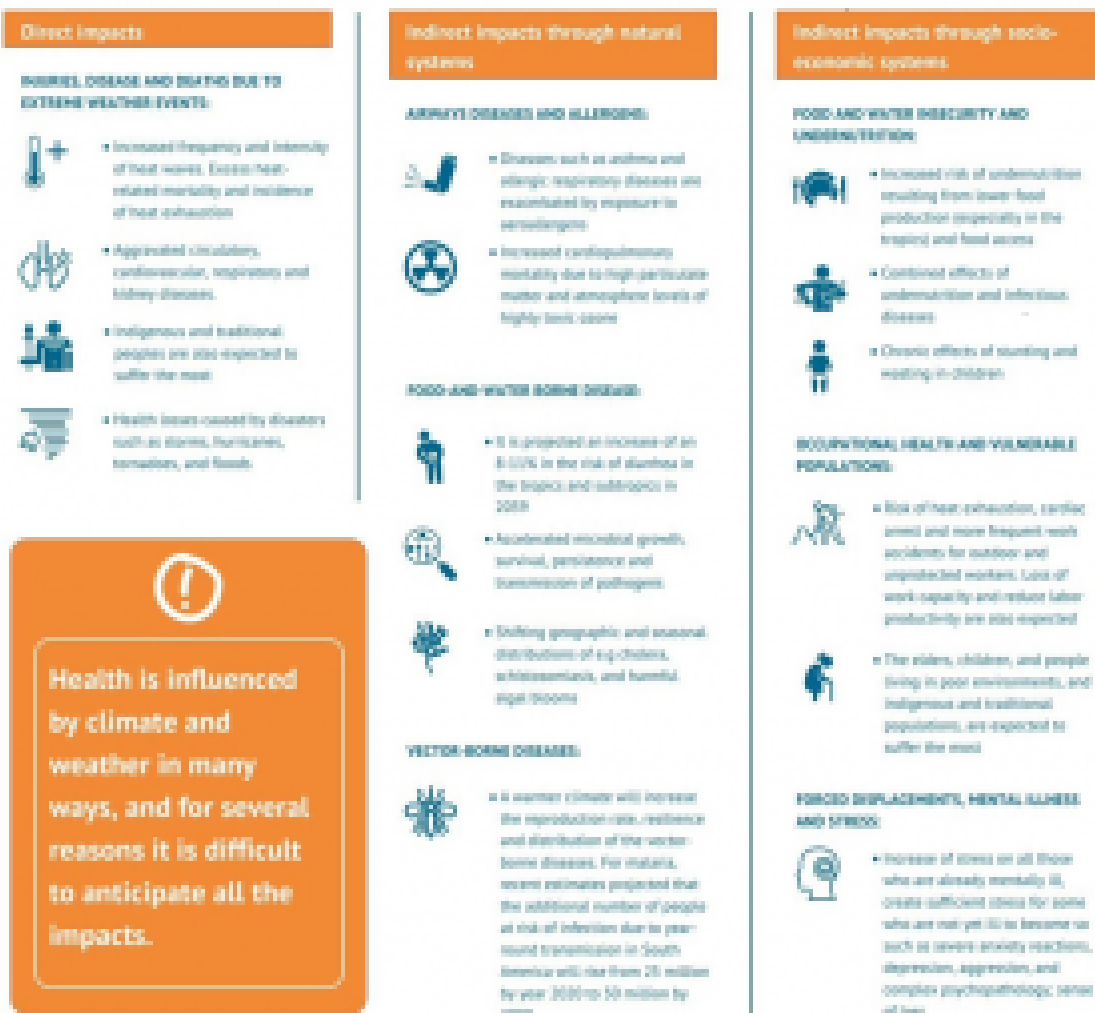 Direct impacts
INJURIES, DISEASE AND DEATHS DUE TO
EXTREME WEATHER EVENTS:
• Increased frequency and intensity
of heat waves. Excess heat-
related mortality and incidence
of heat exhaustion
• Aggravated circulatory,
cardiovascular, respiratory and
kidney diseases.
• Indigenous and traditional
peoples are also expected to
suffer the most
• Health issues caused by disasters
such as storms, hurricanes,
tornadoes, and floods
Health is influenced
by climate and
weather in many
ways, and for several
reasons it is difficult
to anticipate all the
impacts.
Indirect impacts through natural
systems
AIRWAYS DISEASES AND ALLERGENS:
• Diseases such as asthma and
allergic respiratory diseases are
exacerbated by exposure to
aeroallergens
• Increased cardiopulmonary
mortality due to high particulate
matter and atmosphere levels of
highly toxic ozone
FOOD-AND-WATER BORNE DISEASE:
• It is projected an increase of an
8-11% in the risk of diarrhea in
the tropics and subtropics in
• Accelerated microbial growth,
survival, persistence and
transmission of pathogens
• Shifting geographic and seasonal
distributions of e.g cholera,
schistosomiasis, and harmful
algal blooms
VECTOR-BORNE DISEASES:
• A warmer climate will increase
the reproduction rate, resilience
and distribution of the vector-
borne diseases. For malaria,
recent estimates projected that
the additional number of people
at risk of infection due to year-
round transmission in South
America will rise from 25 million
by year 2020 to 50 million by
Indirect impacts through socio-
economic systems
FOOD AND WATER INSECURITY AND
UNDERNUTRITION:
• Increased risk of undernutrition
resulting from lower food
production (especially in the
tropics) and food access
• Combined effects of
undernutrition and infectious
diseases
• Chronic effects of stunting and
wasting in children
OCCUPATIONAL HEALTH AND VULNERABLE
POPULATIONS:
• Risk of heat exhaustion, cardiac
arrest and more frequent work
accidents for outdoor and
unprotected workers. Loss of
work capacity and reduce labor
productivity are also expected
• The elders, children, and people
living in poor environments, and
indigenous and traditional
populations, are expected to
suffer the most
FORCED DISPLACEMENTS, MENTAL ILLNESS
AND STRESS:
• Increase of stress on all those
who are already mentally ill,
create sufficient stress for some
who are not yet ill to become so
such as severe anxiety reactions,
depression, aggression, and
complex psychopathology; sense